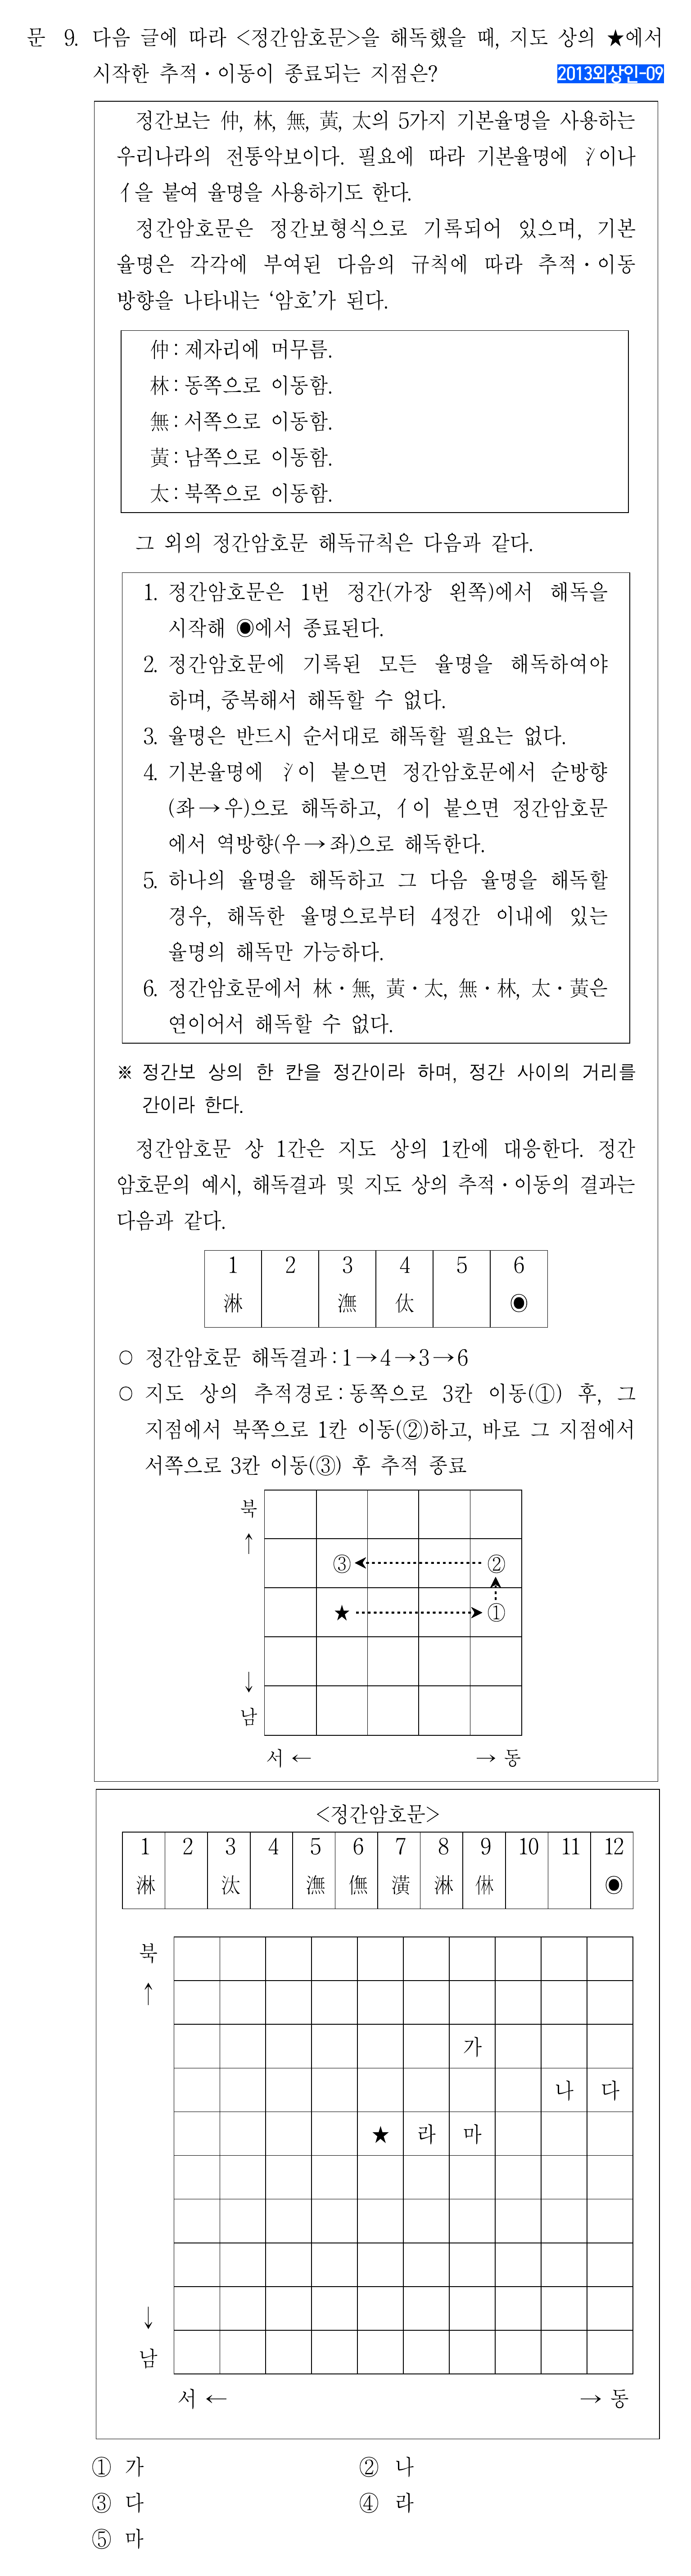 문 9. 다음 글에 따라 <정간암호문>을 해독했을 때, 지도 상의 ★에서
시작한 추적·이동이 종료되는 지점은?
2013외상인-09
정간보는 仲, 林, 無, 黃, 太의 5가지 기본율명을 사용하는
우리나라의 전통악보이다. 필요에 따라 기본율명에 氵이나
亻을 붙여 율명을 사용하기도 한다.
정간암호문은 정간보형식으로 기록되어 있으며, 기본
율명은 각각에 부여된 다음의 규칙에 따라 추적·이동
방향을 나타내는 ‘암호’가 된다.
仲 : 제자리에 머무름.
林 : 동쪽으로 이동함.
無 : 서쪽으로 이동함.
黃 : 남쪽으로 이동함.
太 : 북쪽으로 이동함.
그 외의 정간암호문 해독규칙은 다음과 같다.
1. 정간암호문은 1번 정간(가장 왼쪽)에서 해독을
시작해 ◉에서 종료된다.
2. 정간암호문에 기록된 모든 율명을 해독하여야
하며, 중복해서 해독할 수 없다.
3. 율명은 반드시 순서대로 해독할 필요는 없다.
4. 기본율명에 氵이 붙으면 정간암호문에서 순방향
(좌→우)으로 해독하고, 亻이 붙으면 정간암호문
에서 역방향(우→좌)으로 해독한다.
5. 하나의 율명을 해독하고 그 다음 율명을 해독할
경우, 해독한 율명으로부터 4정간 이내에 있는
율명의 해독만 가능하다.
6. 정간암호문에서 林·無, 黃·太, 無·林, 太·黃은
연이어서 해독할 수 없다.
※ 정간보 상의 한 칸을 정간이라 하며, 정간 사이의 거리를
간이라 한다.
정간암호문 상 1간은 지도 상의 1칸에 대응한다. 정간
암호문의 예시, 해독결과 및 지도 상의 추적·이동의 결과는
다음과 같다.
1 2 3 4 5 6
淋 潕 㑀 ◉
○ 정간암호문 해독결과 : 1→4→3→6
○ 지도 상의 추적경로 : 동쪽으로 3칸 이동(①) 후, 그
지점에서 북쪽으로 1칸 이동(②)하고, 바로 그 지점에서
서쪽으로 3칸 이동(③) 후 추적 종료
북
↑
③ ②
★ ①
↓
남
서 ← → 동
<정간암호문>
1 2 3 4 5 6 7 8 9 10 11 12
淋 汰 潕 僞 潢 淋 㑣 ◉
북
↑
가
나 다
★ 라 마
↓
남
서 ← → 동
① 가 ② 나
③ 다 ④ 라
⑤ 마